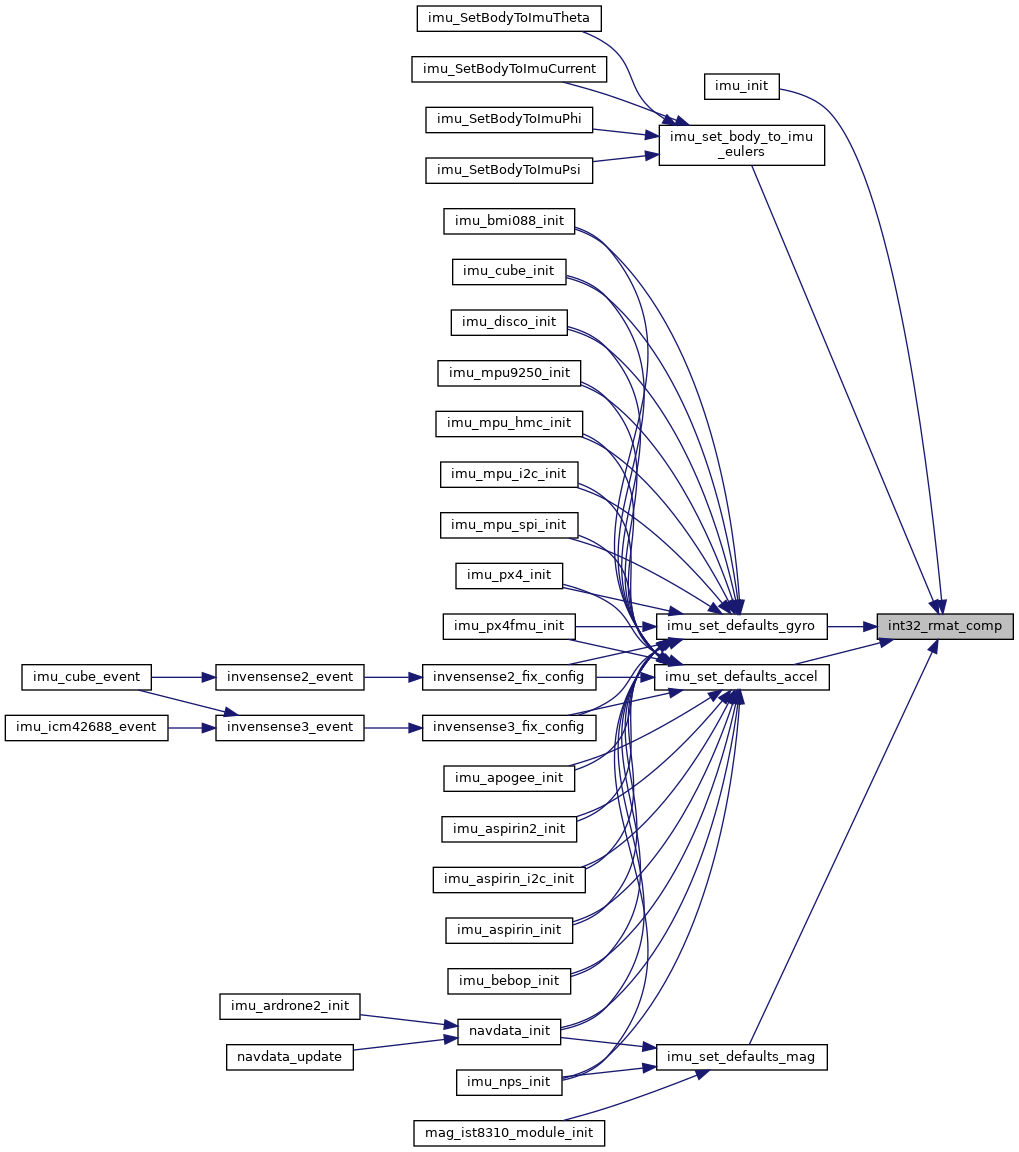 imu_SetBodyToImuTheta
imu_SetBodyToImuCurrent
imu_init
imu_SetBodyToImuPhi
imu_set_body_to_imu
_eulers
imu_SetBodyToImuPsi
imu_bmi088_init
imu_cube_init
imu_disco_init
imu_mpu9250_init
imu_mpu_hmc_init
imu_mpu_i2c_init
imu_mpu_spi_init
imu_px4_init
imu_px4fmu_init
imu_set_defaults_gyro
int32_rmat_comp
imu_cube_event
invensense2_event
invensense2_fix_config
imu_set_defaults_accel
imu_icm42688_event
invensense3_event
invensense3_fix_config
imu_apogee_init
imu_aspirin2_init
imu_aspirin_i2c_init
imu_aspirin_init
imu_bebop_init
imu_ardrone2_init
navdata_init
navdata_update
imu_set_defaults_mag
imu_nps_init
mag_ist8310_module_init